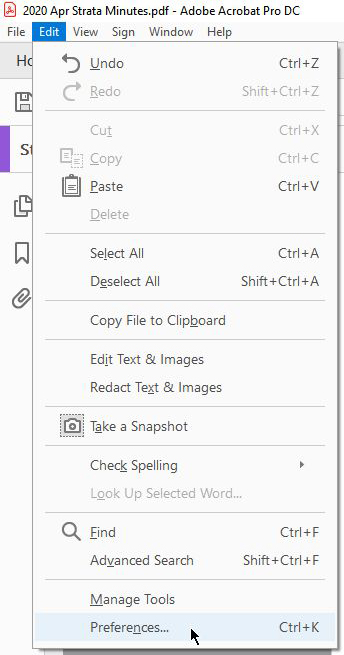 2020 Apr Strata Minutes.pdf - Adobe Acrobat Pro DC
File Edit View Sign Window Help
Undo Ctrl+Z
Redo Shift+Ctrl+Z
Cut Ctrl+X
Copy Ctrl+C
Paste Ctrl+V
Delete
Select All Ctrl+A
Deselect All Shift+Ctrl+A
Copy File to Clipboard
Edit Text & Images
Redact Text & Images
Take a Snapshot
Check Spelling
Look Up Selected Word...
Find Ctrl+F
Advanced Search Shift+Ctrl+F
Manage Tools
Preferences... Ctrl+K